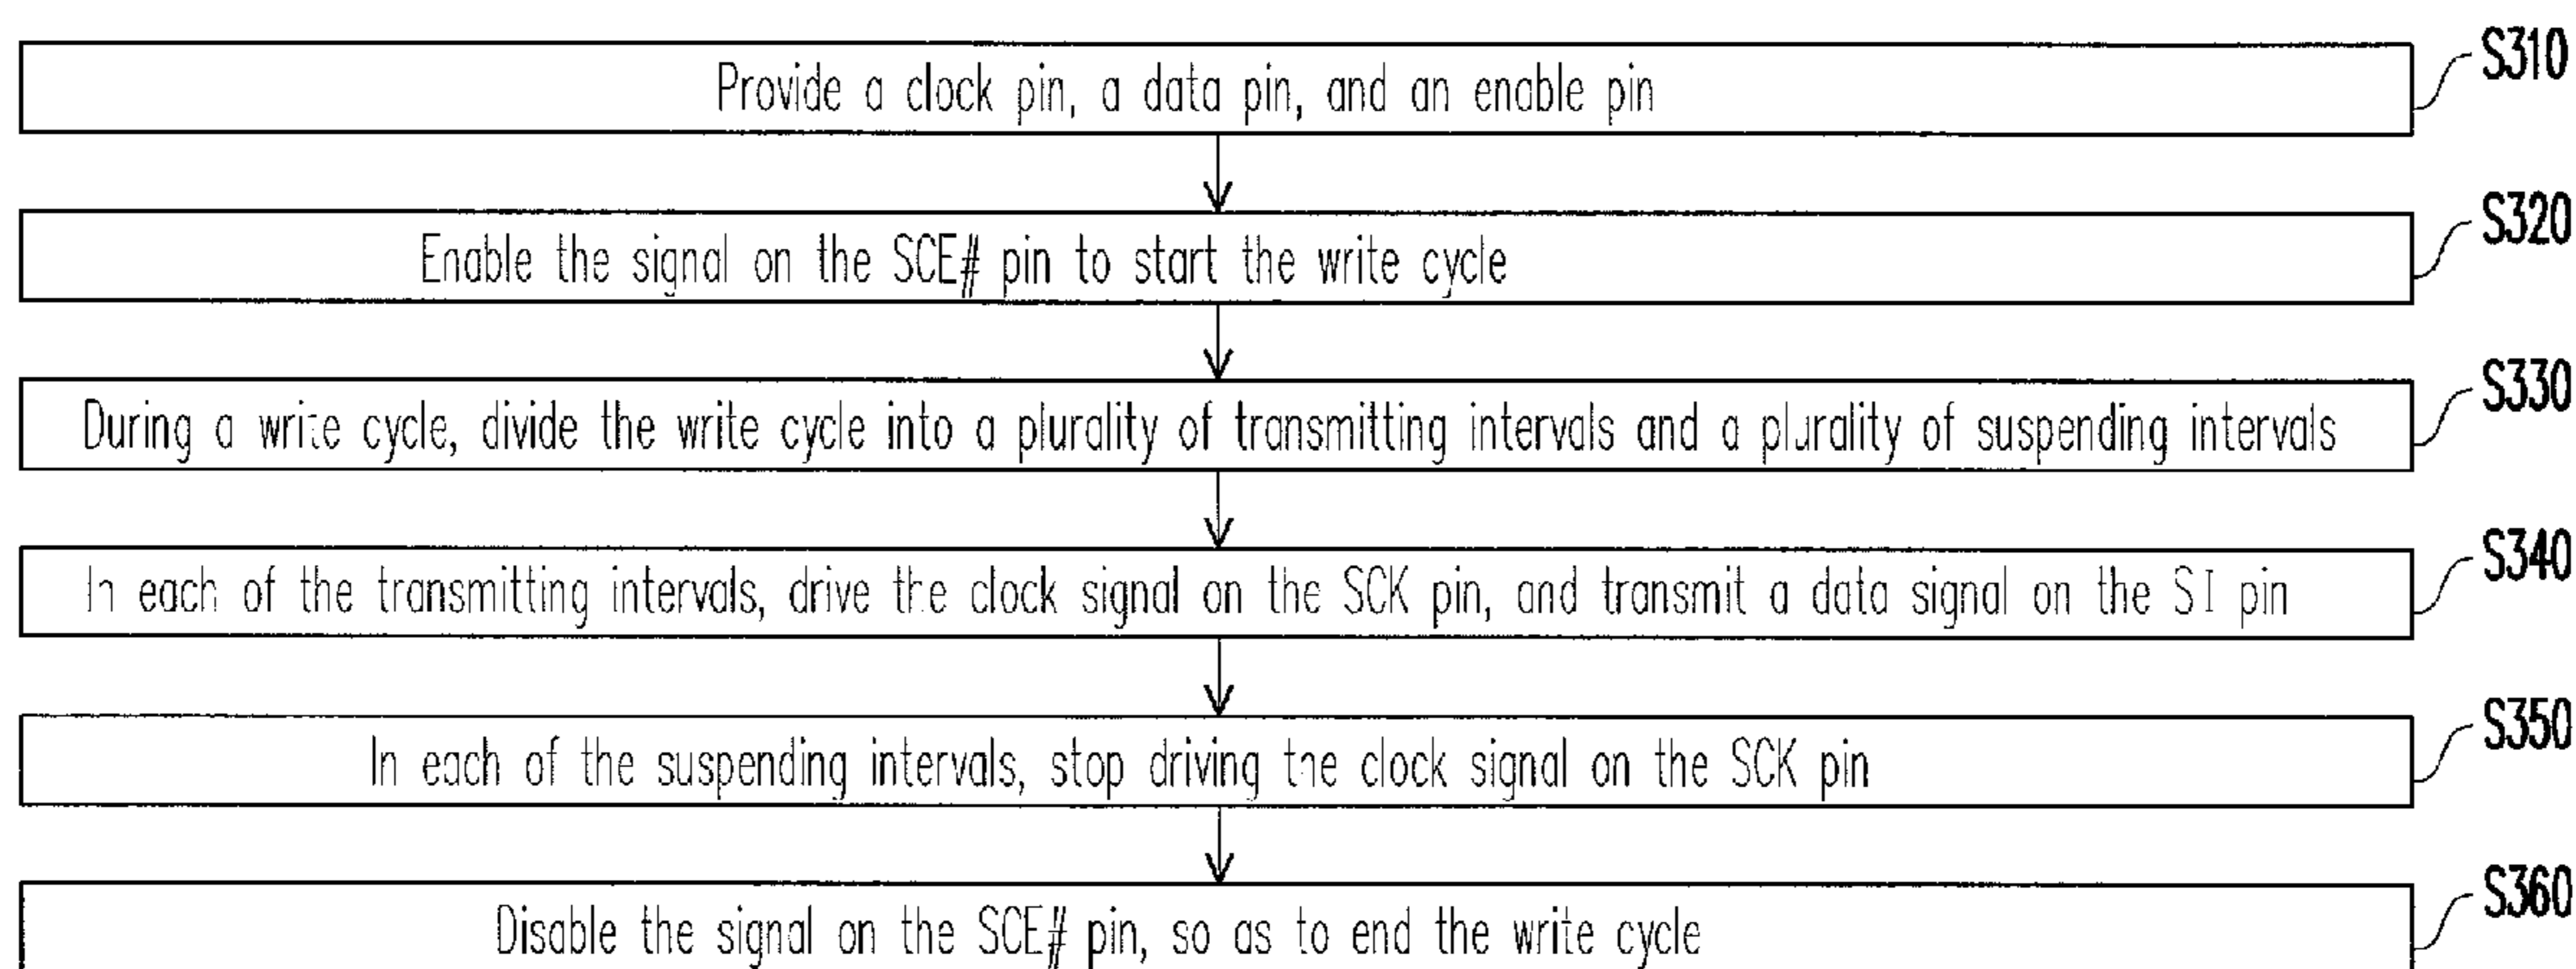 Provide a clock pin, a data pin, and an enable pin S310
Enable the signal on the SCE# pin to start the write cycle S320
During a write cycle, divide the write cycle into a plurality of transmitting intervals and a plurality of suspending intervals S330
In each of the transmitting intervals, drive the clock signal on the SCK pin, and transmit a data signal on the SI pin S340
In each of the suspending intervals, stop driving the clock signal on the SCK pin S350
Disable the signal on the SCE# pin, so as to end the write cycle S360